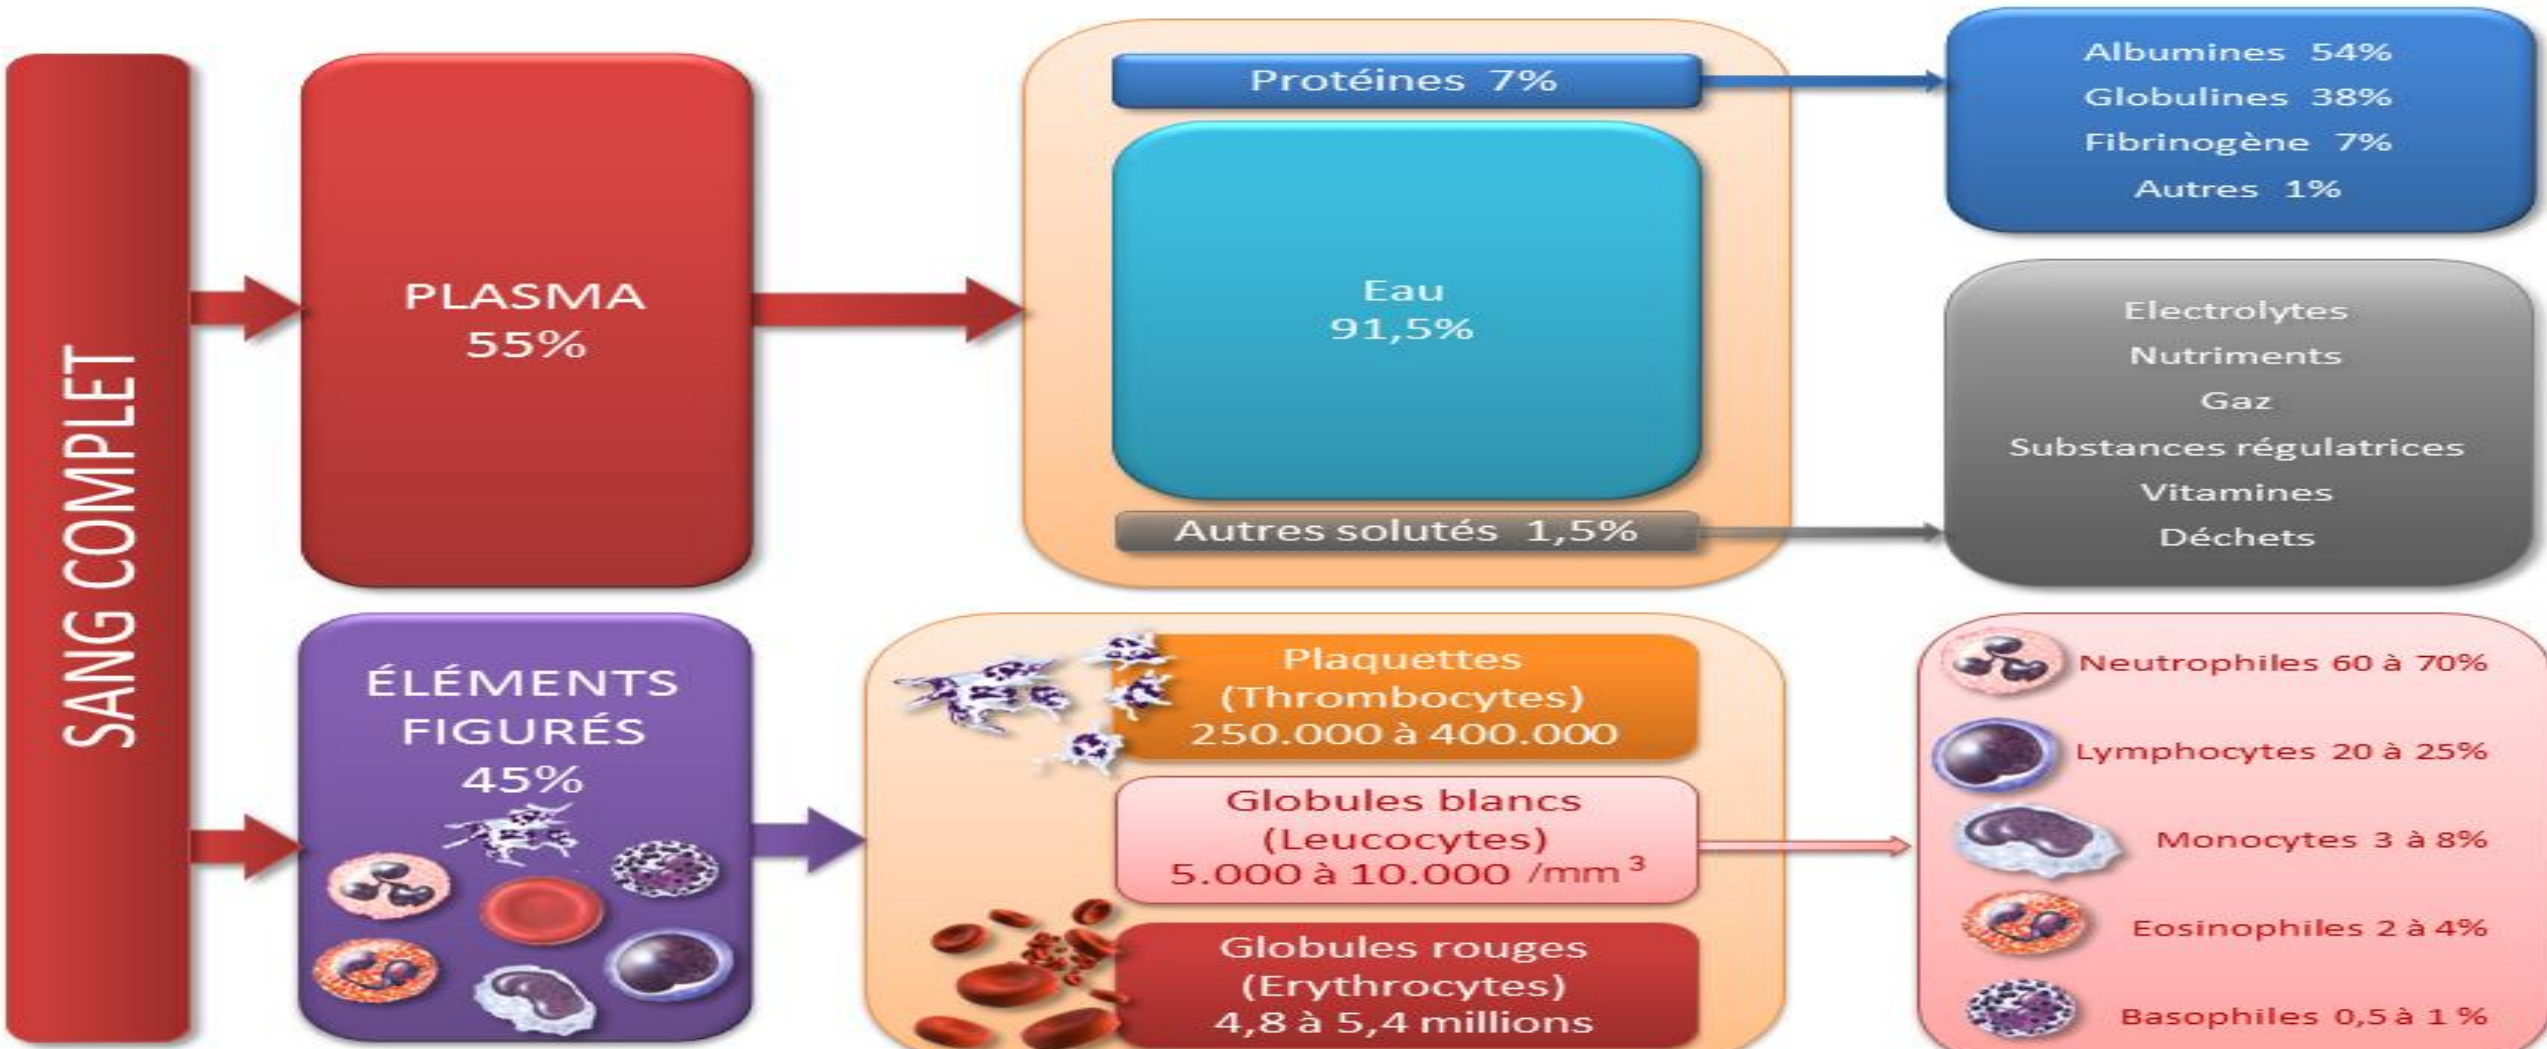 SANG COMPLET
PLASMA
55%
Protéines 7%
Eau
91,5%
Autres solutés 1,5%
Albumines 54%
Globulines 38%
Fibrinogène 7%
Autres 1%
Electrolytes
Nutriments
Gaz
Substances régulatrices
Vitamines
Déchets
ÉLÉMENTS
FIGURÉS
45%
Plaquettes
(Thrombocytes)
250.000 à 400.000
Globules blancs
(Leucocytes)
5.000 à 10.000 /mm³
Globules rouges
(Erythrocytes)
4,8 à 5,4 millions
Neutrophiles 60 à 70%
Lymphocytes 20 à 25%
Monocytes 3 à 8%
Eosinophiles 2 à 4%
Basophiles 0,5 à 1 %